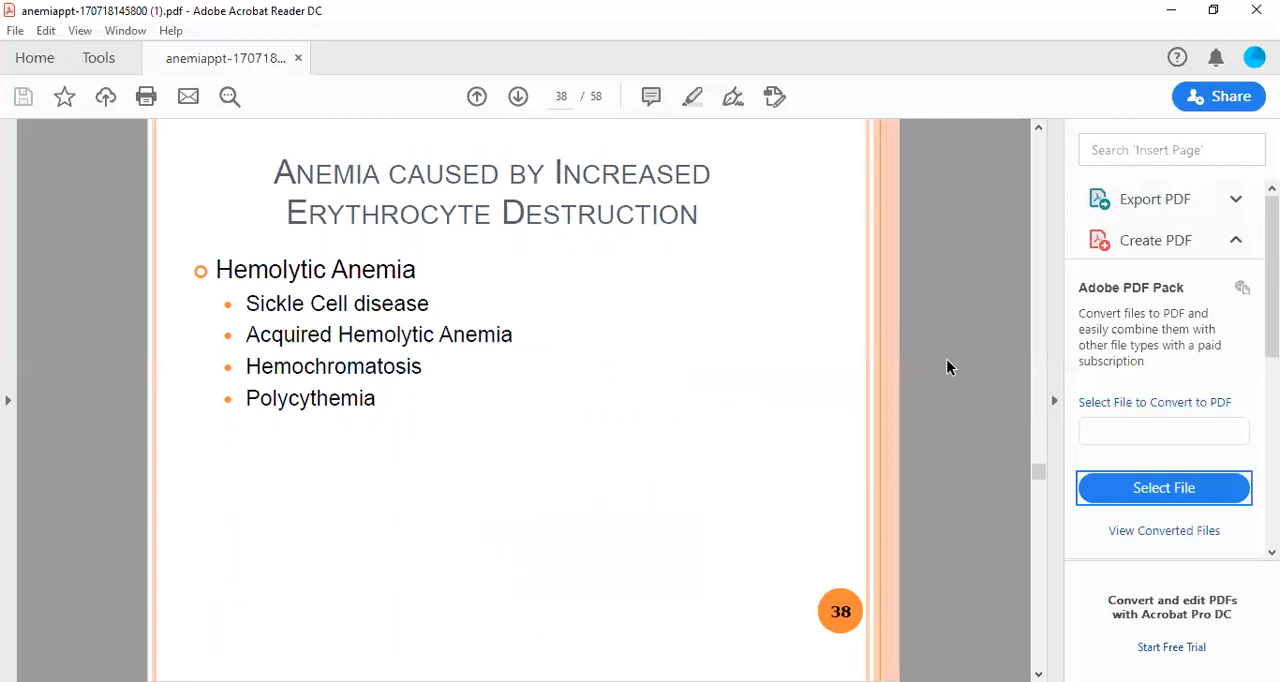 anemiappt-170718145800 (1).pdf - Adobe Acrobat Reader DC
File Edit View Window Help
Home Tools anemiappt-170718... ×
38 / 58
Share
ANEMIA CAUSED BY INCREASED
ERYTHROCYTE DESTRUCTION
Hemolytic Anemia
Sickle Cell disease
Acquired Hemolytic Anemia
Hemochromatosis
Polycythemia
38
Search 'Insert Page'
Export PDF
Create PDF
Adobe PDF Pack
Convert files to PDF and
easily combine them with
other file types with a paid
subscription
Select File to Convert to PDF
Select File
View Converted Files
Convert and edit PDFs
with Acrobat Pro DC
Start Free Trial